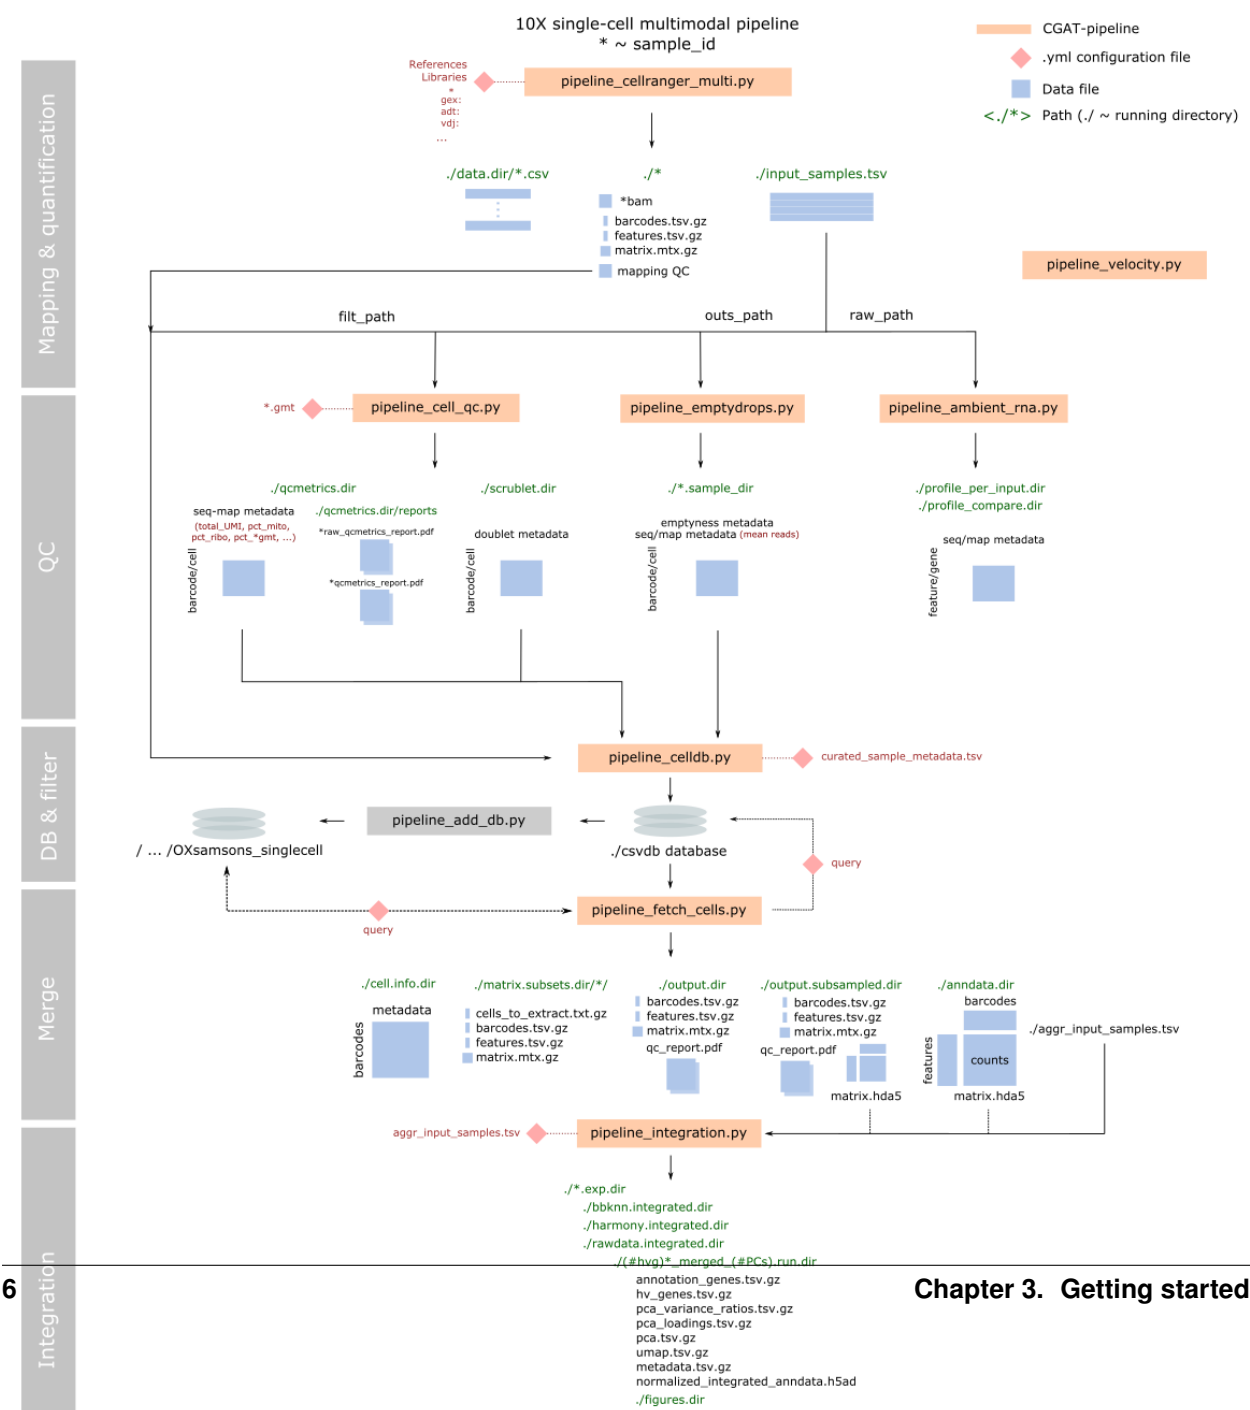 10X single-cell multimodal pipeline
* ~ sample_id
CGAT-pipeline
.yml configuration file
Data file
<./*> Path (./ ~ running directory)
Mapping & quantification
References
Libraries
*
gex:
adt:
vdj:
...
pipeline_cellranger_multi.py
./data.dir/*.csv
./*
./input_samples.tsv
*bam
barcodes.tsv.gz
features.tsv.gz
matrix.mtx.gz
mapping QC
pipeline_velocity.py
filt_path
outs_path
raw_path
QC
*.gmt
pipeline_cell_qc.py
pipeline_emptydrops.py
pipeline_ambient_rna.py
./qcmetrics.dir
./scrublet.dir
./*.sample_dir
./profile_per_input.dir
./profile_compare.dir
seq-map metadata
(total_UMI, pct_mito,
pct_ribo, pct_*gmt, ...)
barcode/cell
./qcmetrics.dir/reports
*raw_qcmetrics_report.pdf
*qcmetrics_report.pdf
doublet metadata
barcode/cell
emptyness metadata
seq/map metadata (mean reads)
barcode/cell
seq/map metadata
feature/gene
DB & filter
pipeline_celldb.py
curated_sample_metadata.tsv
pipeline_add_db.py
/ ... /OXsamsons_singlecell
./csvdb database
query
Merge
pipeline_fetch_cells.py
query
./cell.info.dir
metadata
barcodes
./matrix.subsets.dir/*/
cells_to_extract.txt.gz
barcodes.tsv.gz
features.tsv.gz
matrix.mtx.gz
./output.dir
barcodes.tsv.gz
features.tsv.gz
matrix.mtx.gz
qc_report.pdf
./output.subsampled.dir
barcodes.tsv.gz
features.tsv.gz
matrix.mtx.gz
qc_report.pdf
matrix.hda5
./anndata.dir
barcodes
features
counts
matrix.hda5
./aggr_input_samples.tsv
Integration
aggr_input_samples.tsv
pipeline_integration.py
./*.exp.dir
./bbknn.integrated.dir
./harmony.integrated.dir
./rawdata.integrated.dir
./(#hvg)*_merged_(#PCs).run.dir
6
Chapter 3. Getting started
annotation_genes.tsv.gz
hv_genes.tsv.gz
pca_variance_ratios.tsv.gz
pca_loadings.tsv.gz
pca.tsv.gz
umap.tsv.gz
metadata.tsv.gz
normalized_integrated_anndata.h5ad
./figures.dir